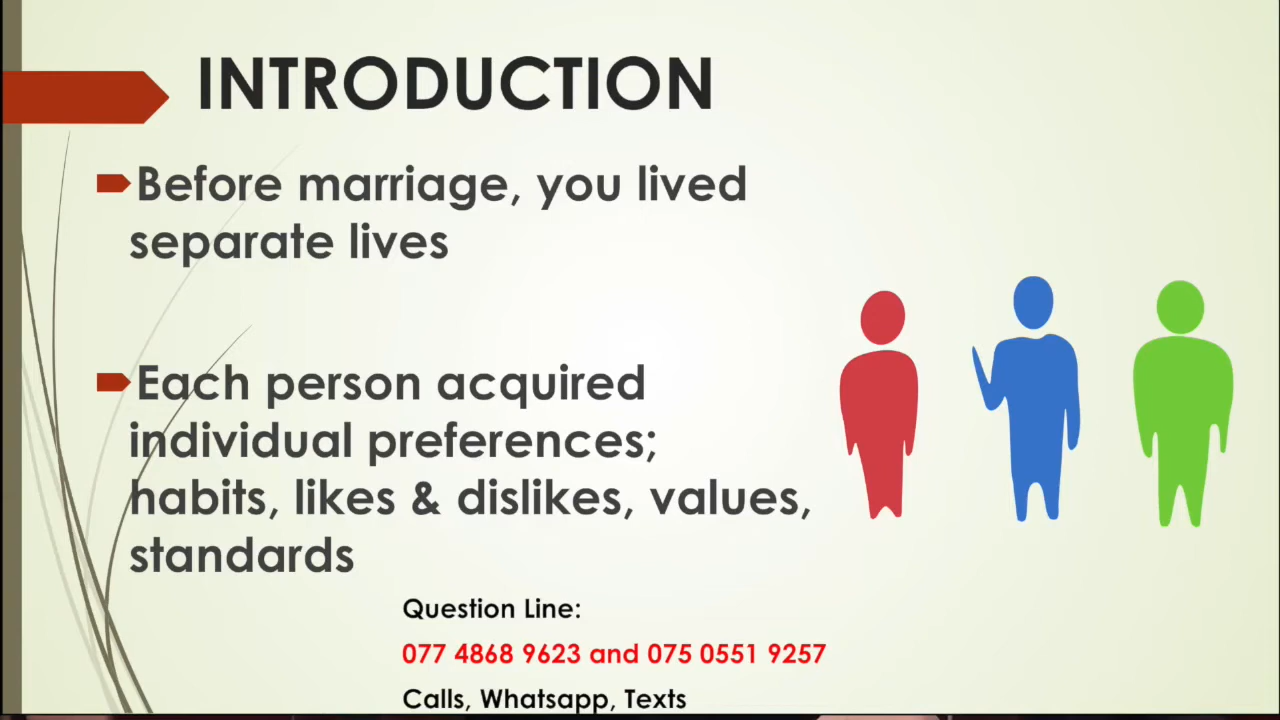 INTRODUCTION
Before marriage, you lived
separate lives
Each person acquired
individual preferences;
habits, likes & dislikes, values,
standards
Question Line:
077 4868 9623 and 075 0551 9257
Calls, Whatsapp, Texts